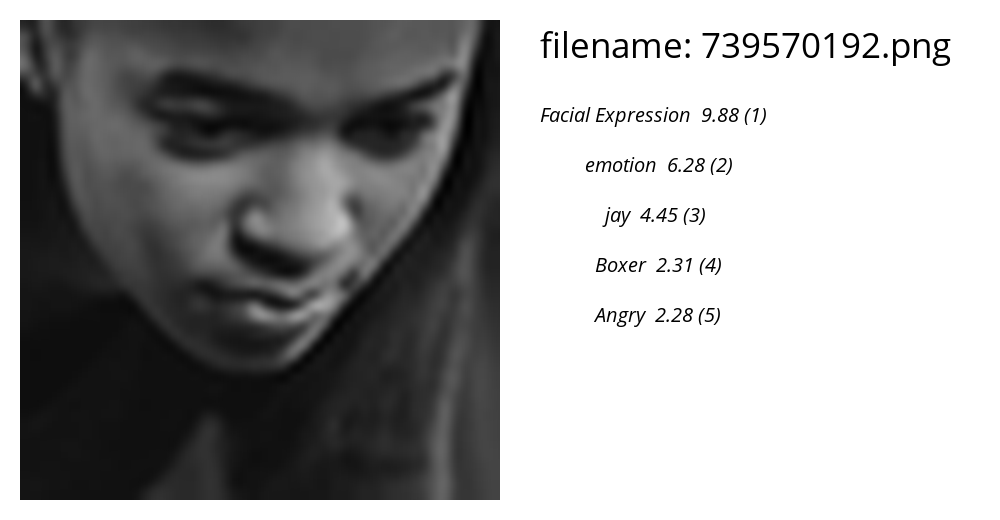 filename: 739570192.png
Facial Expression 9.88 (1)
emotion 6.28 (2)
jay 4.45 (3)
Boxer 2.31 (4)
Angry 2.28 (5)